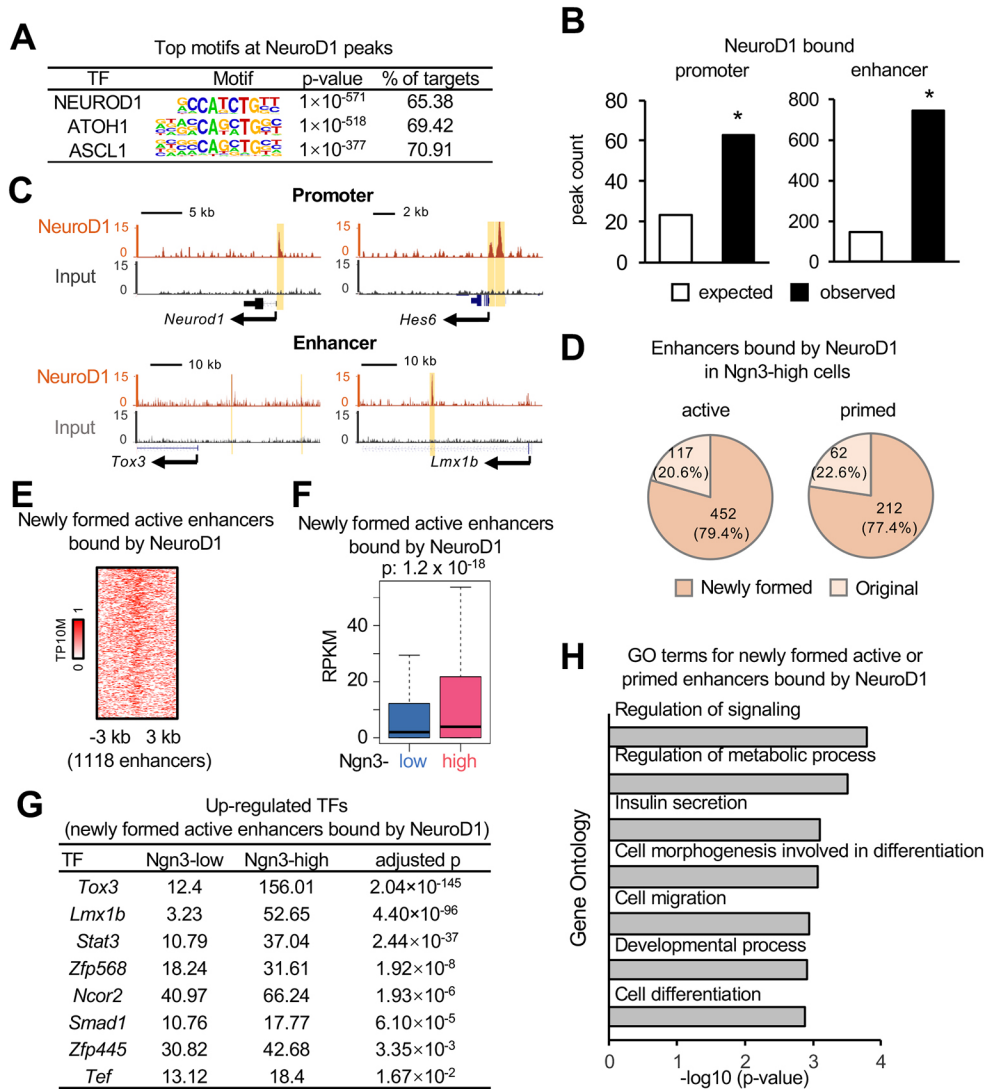 A
Top motifs at NeuroD1 peaks
TF Motif p-value % of targets
NEUROD1 1×10-571 65.38
ATOH1 1×10-518 69.42
ASCL1 1×10-377 70.91
B
NeuroD1 bound
promoter enhancer
peak count
80
60
40
20
0
*
800
600
400
200
0
*
expected observed
C
Promoter
5 kb 2 kb
NeuroD1 15 15
0 0
Input 15 15
0 0
Neurod1 Hes6
Enhancer
10 kb 10 kb
NeuroD1 15 15
0 0
Input 15 15
0 0
Tox3 Lmx1b
D
Enhancers bound by NeuroD1
in Ngn3-high cells
active primed
117
(20.6%)
452
(79.4%)
62
(22.6%)
212
(77.4%)
Newly formed Original
E
Newly formed active enhancers
bound by NeuroD1
TP10M
0 1
-3 kb 3 kb
(1118 enhancers)
F
Newly formed active enhancers
bound by NeuroD1
p: 1.2 x 10-18
RPKM
40
20
0
Ngn3- low high
G
Up-regulated TFs
(newly formed active enhancers bound by NeuroD1)
TF Ngn3-low Ngn3-high adjusted p
Tox3 12.4 156.01 2.04×10-145
Lmx1b 3.23 52.65 4.40×10-96
Stat3 10.79 37.04 2.44×10-37
Zfp568 18.24 31.61 1.92×10-8
Ncor2 40.97 66.24 1.93×10-6
Smad1 10.76 17.77 6.10×10-5
Zfp445 30.82 42.68 3.35×10-3
Tef 13.12 18.4 1.67×10-2
H
GO terms for newly formed active or
primed enhancers bound by NeuroD1
Gene Ontology
Regulation of signaling
Regulation of metabolic process
Insulin secretion
Cell morphogenesis involved in differentiation
Cell migration
Developmental process
Cell differentiation
0 1 2 3 4
-log10 (p-value)